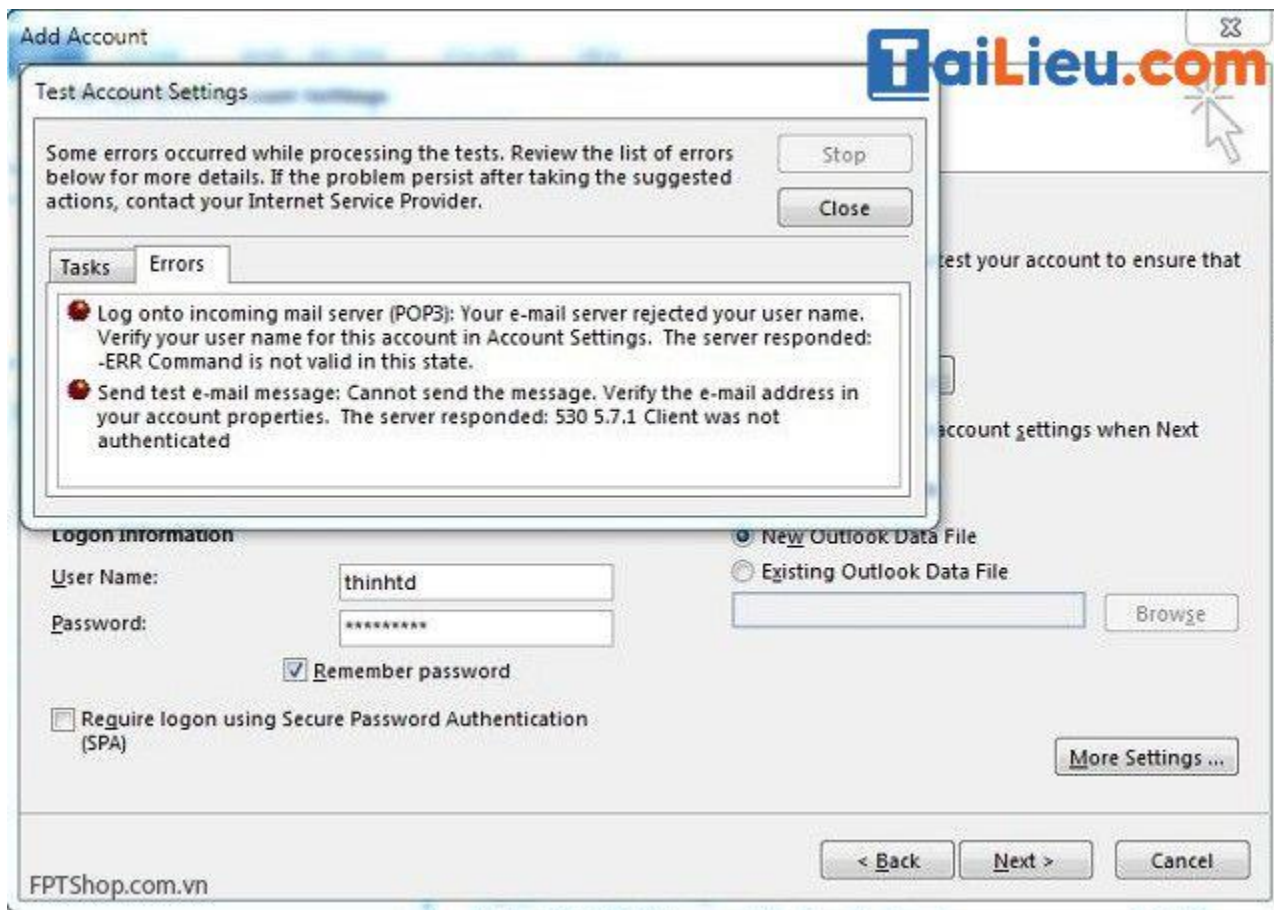 Add Account
TaiLieu.com
Test Account Settings
Some errors occurred while processing the tests. Review the list of errors
below for more details. If the problem persist after taking the suggested
actions, contact your Internet Service Provider.
Stop
Close
Tasks
Errors
Log onto incoming mail server (POP3): Your e-mail server rejected your user name.
Verify your user name for this account in Account Settings. The server responded:
-ERR Command is not valid in this state.
Send test e-mail message: Cannot send the message. Verify the e-mail address in
your account properties. The server responded: 530 5.7.1 Client was not
authenticated
test your account to ensure that
account settings when Next
Logon Information
User Name:
thinhtd
Password:
*********
Remember password
Require logon using Secure Password Authentication
(SPA)
New Outlook Data File
Existing Outlook Data File
Browse
More Settings ...
< Back
Next >
Cancel
FPTShop.com.vn